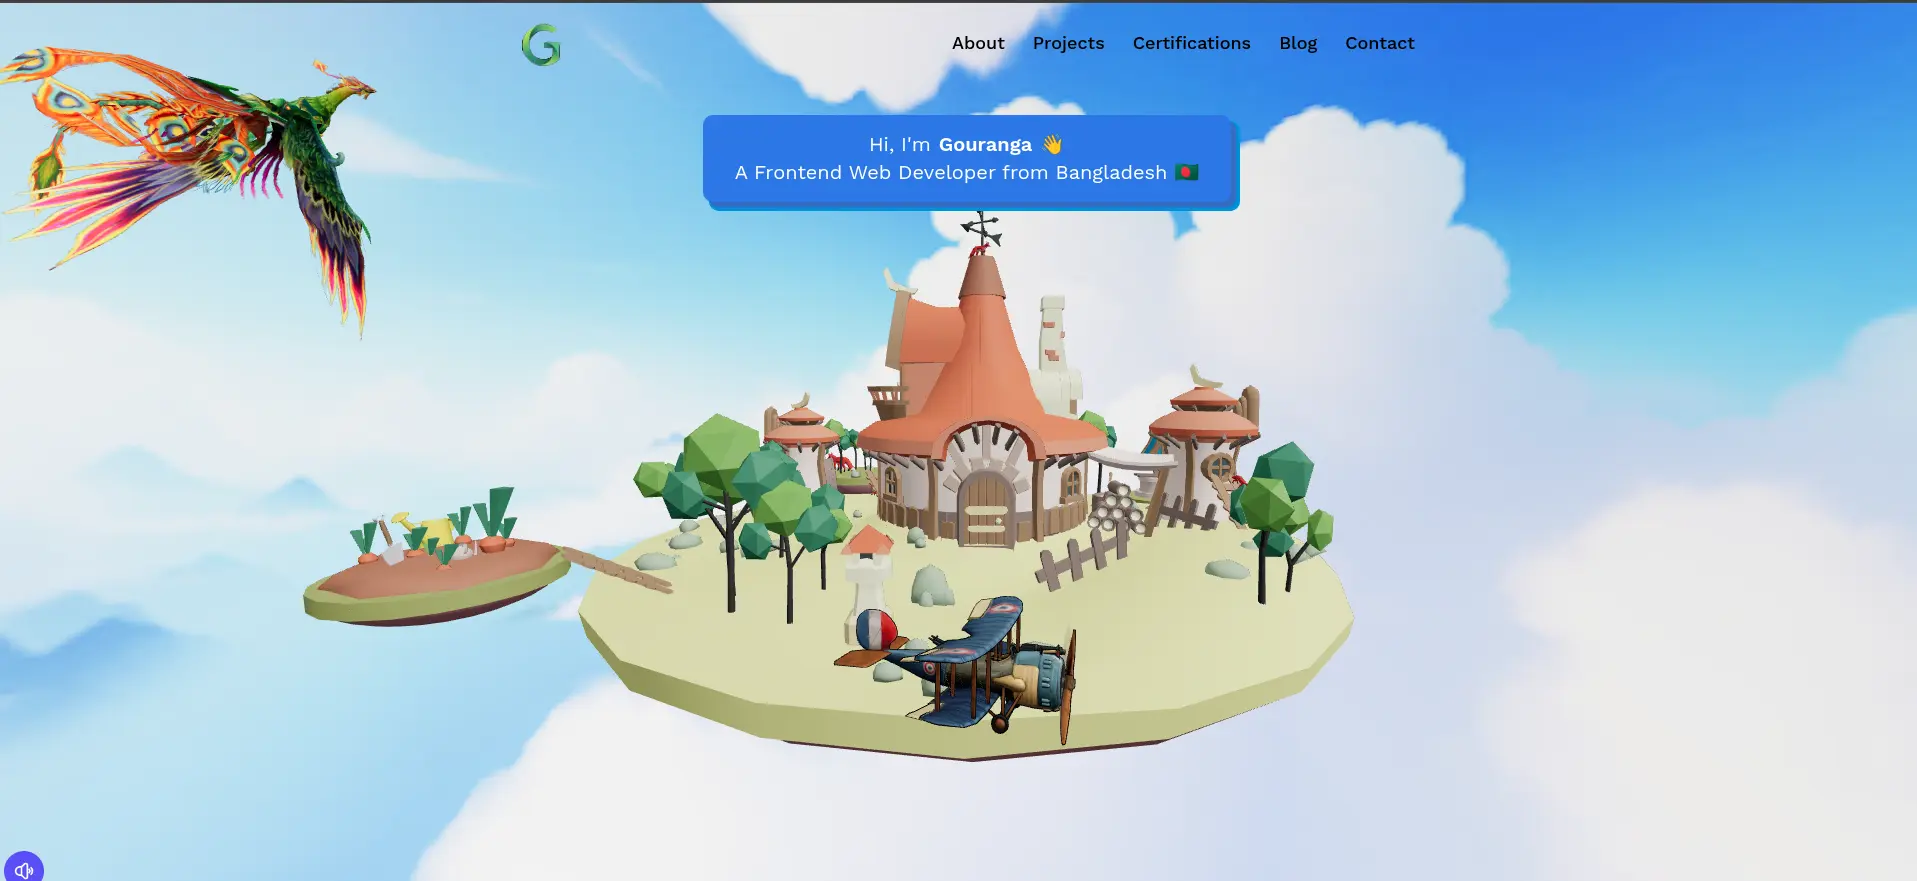 G
About Projects Certifications Blog Contact
Hi, I'm Gouranga 👋
A Frontend Web Developer from Bangladesh 🇧🇩